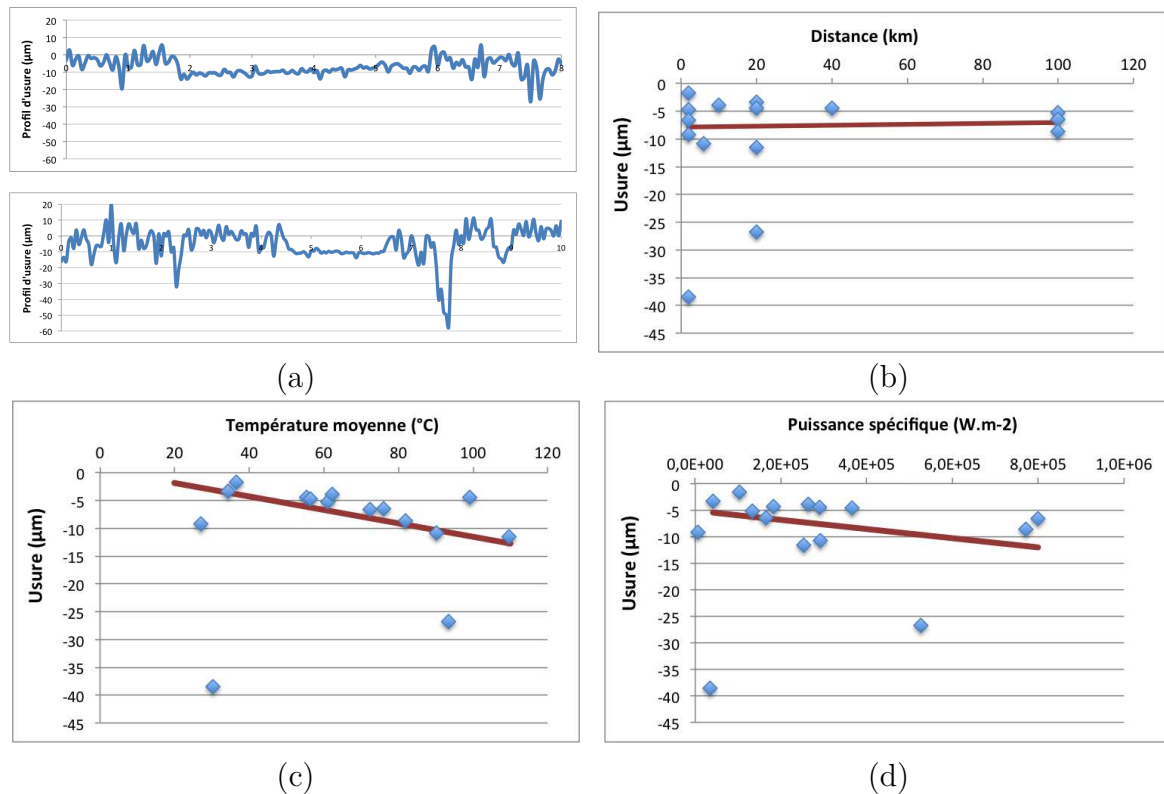 Profil d'usure (µm)
20
10
0
-10
-20
-30
-40
-50
-60
0 1 2 3 4 5 6 7 8
Profil d'usure (µm)
20
10
0
-10
-20
-30
-40
-50
-60
0 1 2 3 4 5 6 7 8 9 10
(a)
Distance (km)
0 20 40 60 80 100 120
Usure (µm)
0
-5
-10
-15
-20
-25
-30
-35
-40
-45
(b)
Température moyenne (°C)
0 20 40 60 80 100 120
Usure (µm)
0
-5
-10
-15
-20
-25
-30
-35
-40
-45
(c)
Puissance spécifique (W.m-2)
0,0E+00 2,0E+05 4,0E+05 6,0E+05 8,0E+05 1,0E+06
Usure (µm)
0
-5
-10
-15
-20
-25
-30
-35
-40
-45
(d)